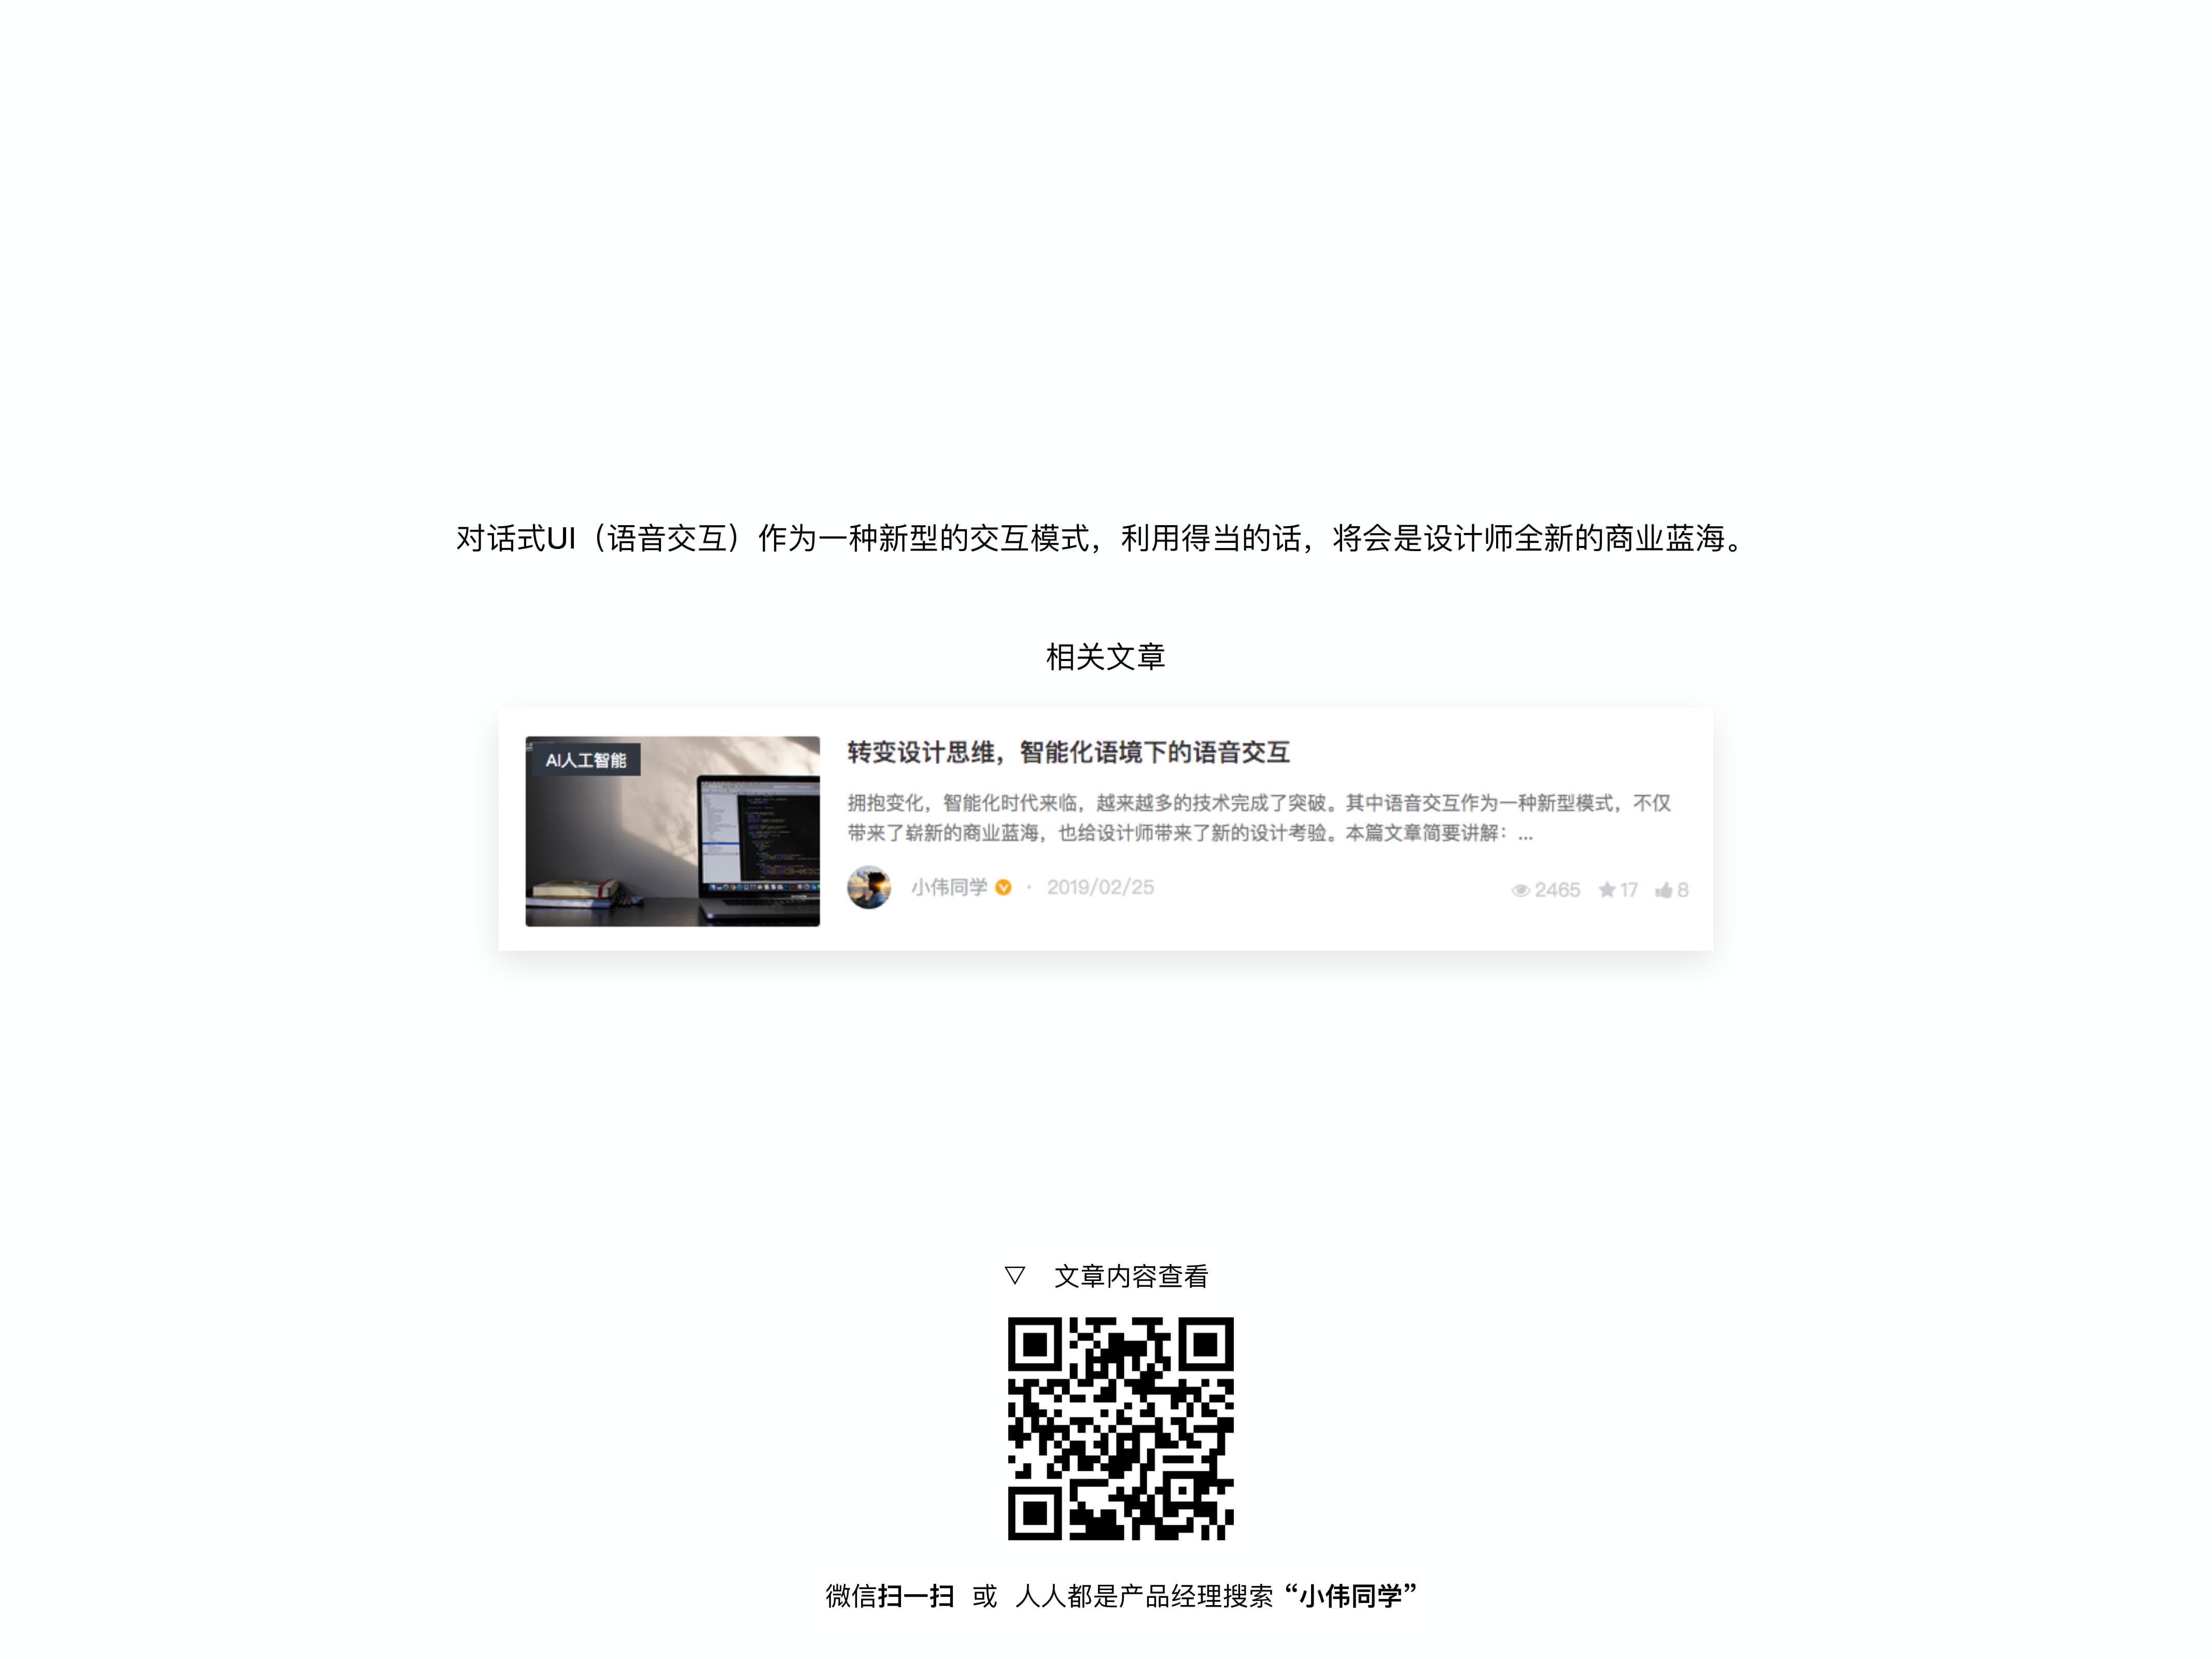 对话式UI（语音交互）作为一种新型的交互模式，利用得当的话，将会是设计师全新的商业蓝海。
相关文章
AI人工智能
转变设计思维，智能化语境下的语音交互
拥抱变化，智能化时代来临，越来越多的技术完成了突破。其中语音交互作为一种新型模式，不仅
带来了崭新的商业蓝海，也给设计师带来了新的设计考验。本篇文章简要讲解：...
小伟同学 · 2019/02/25 2465 17 8
▽ 文章内容查看
微信扫一扫 或 人人都是产品经理搜索“小伟同学”